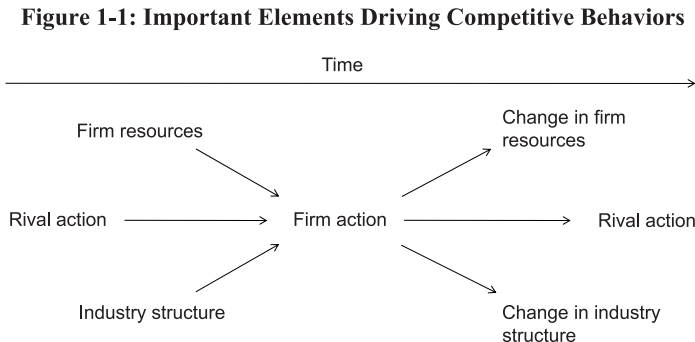 Figure 1-1: Important Elements Driving Competitive Behaviors
Time
Firm resources
Change in firm
resources
Rival action
Firm action
Rival action
Industry structure
Change in industry
structure